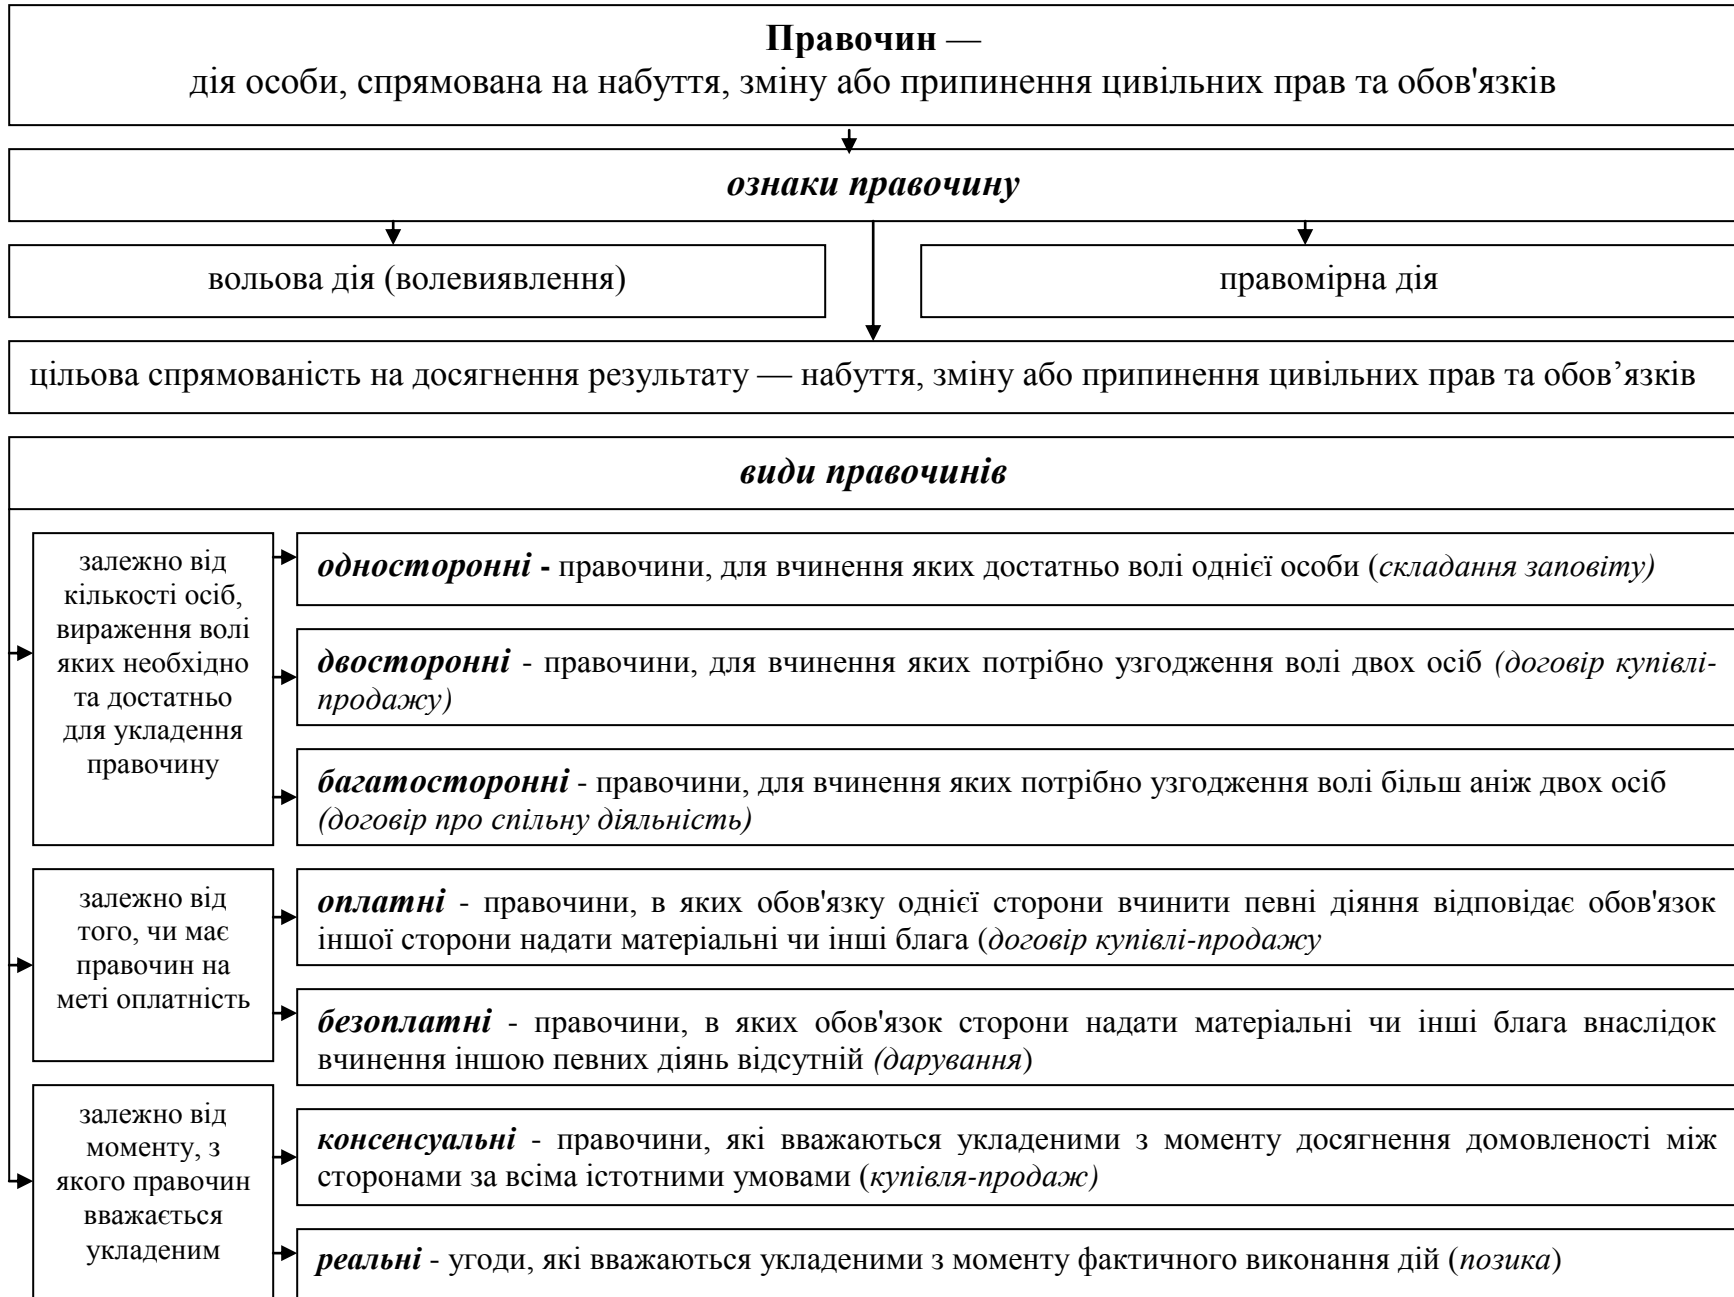 Правочин —
дія особи, спрямована на набуття, зміну або припинення цивільних прав та обов'язків
ознаки правочину
вольова дія (волевиявлення)
правомірна дія
цільова спрямованість на досягнення результату — набуття, зміну або припинення цивільних прав та обов’язків
види правочинів
залежно від
кількості осіб,
вираження волі
яких необхідно
та достатньо
для укладення
правочину
односторонні - правочини, для вчинення яких достатньо волі однієї особи (складання заповіту)
двосторонні - правочини, для вчинення яких потрібно узгодження волі двох осіб (договір купівлі-
продажу)
багатосторонні - правочини, для вчинення яких потрібно узгодження волі більш аніж двох осіб
(договір про спільну діяльність)
залежно від
того, чи має
правочин на
меті оплатність
оплатні - правочини, в яких обов'язку однієї сторони вчинити певні діяння відповідає обов'язок
іншої сторони надати матеріальні чи інші блага (договір купівлі-продажу
безоплатні - правочини, в яких обов'язок сторони надати матеріальні чи інші блага внаслідок
вчинення іншою певних діянь відсутній (дарування)
залежно від
моменту, з
якого правочин
вважається
укладеним
консенсуальні - правочини, які вважаються укладеними з моменту досягнення домовленості між
сторонами за всіма істотними умовами (купівля-продаж)
реальні - угоди, які вважаються укладеними з моменту фактичного виконання дій (позика)